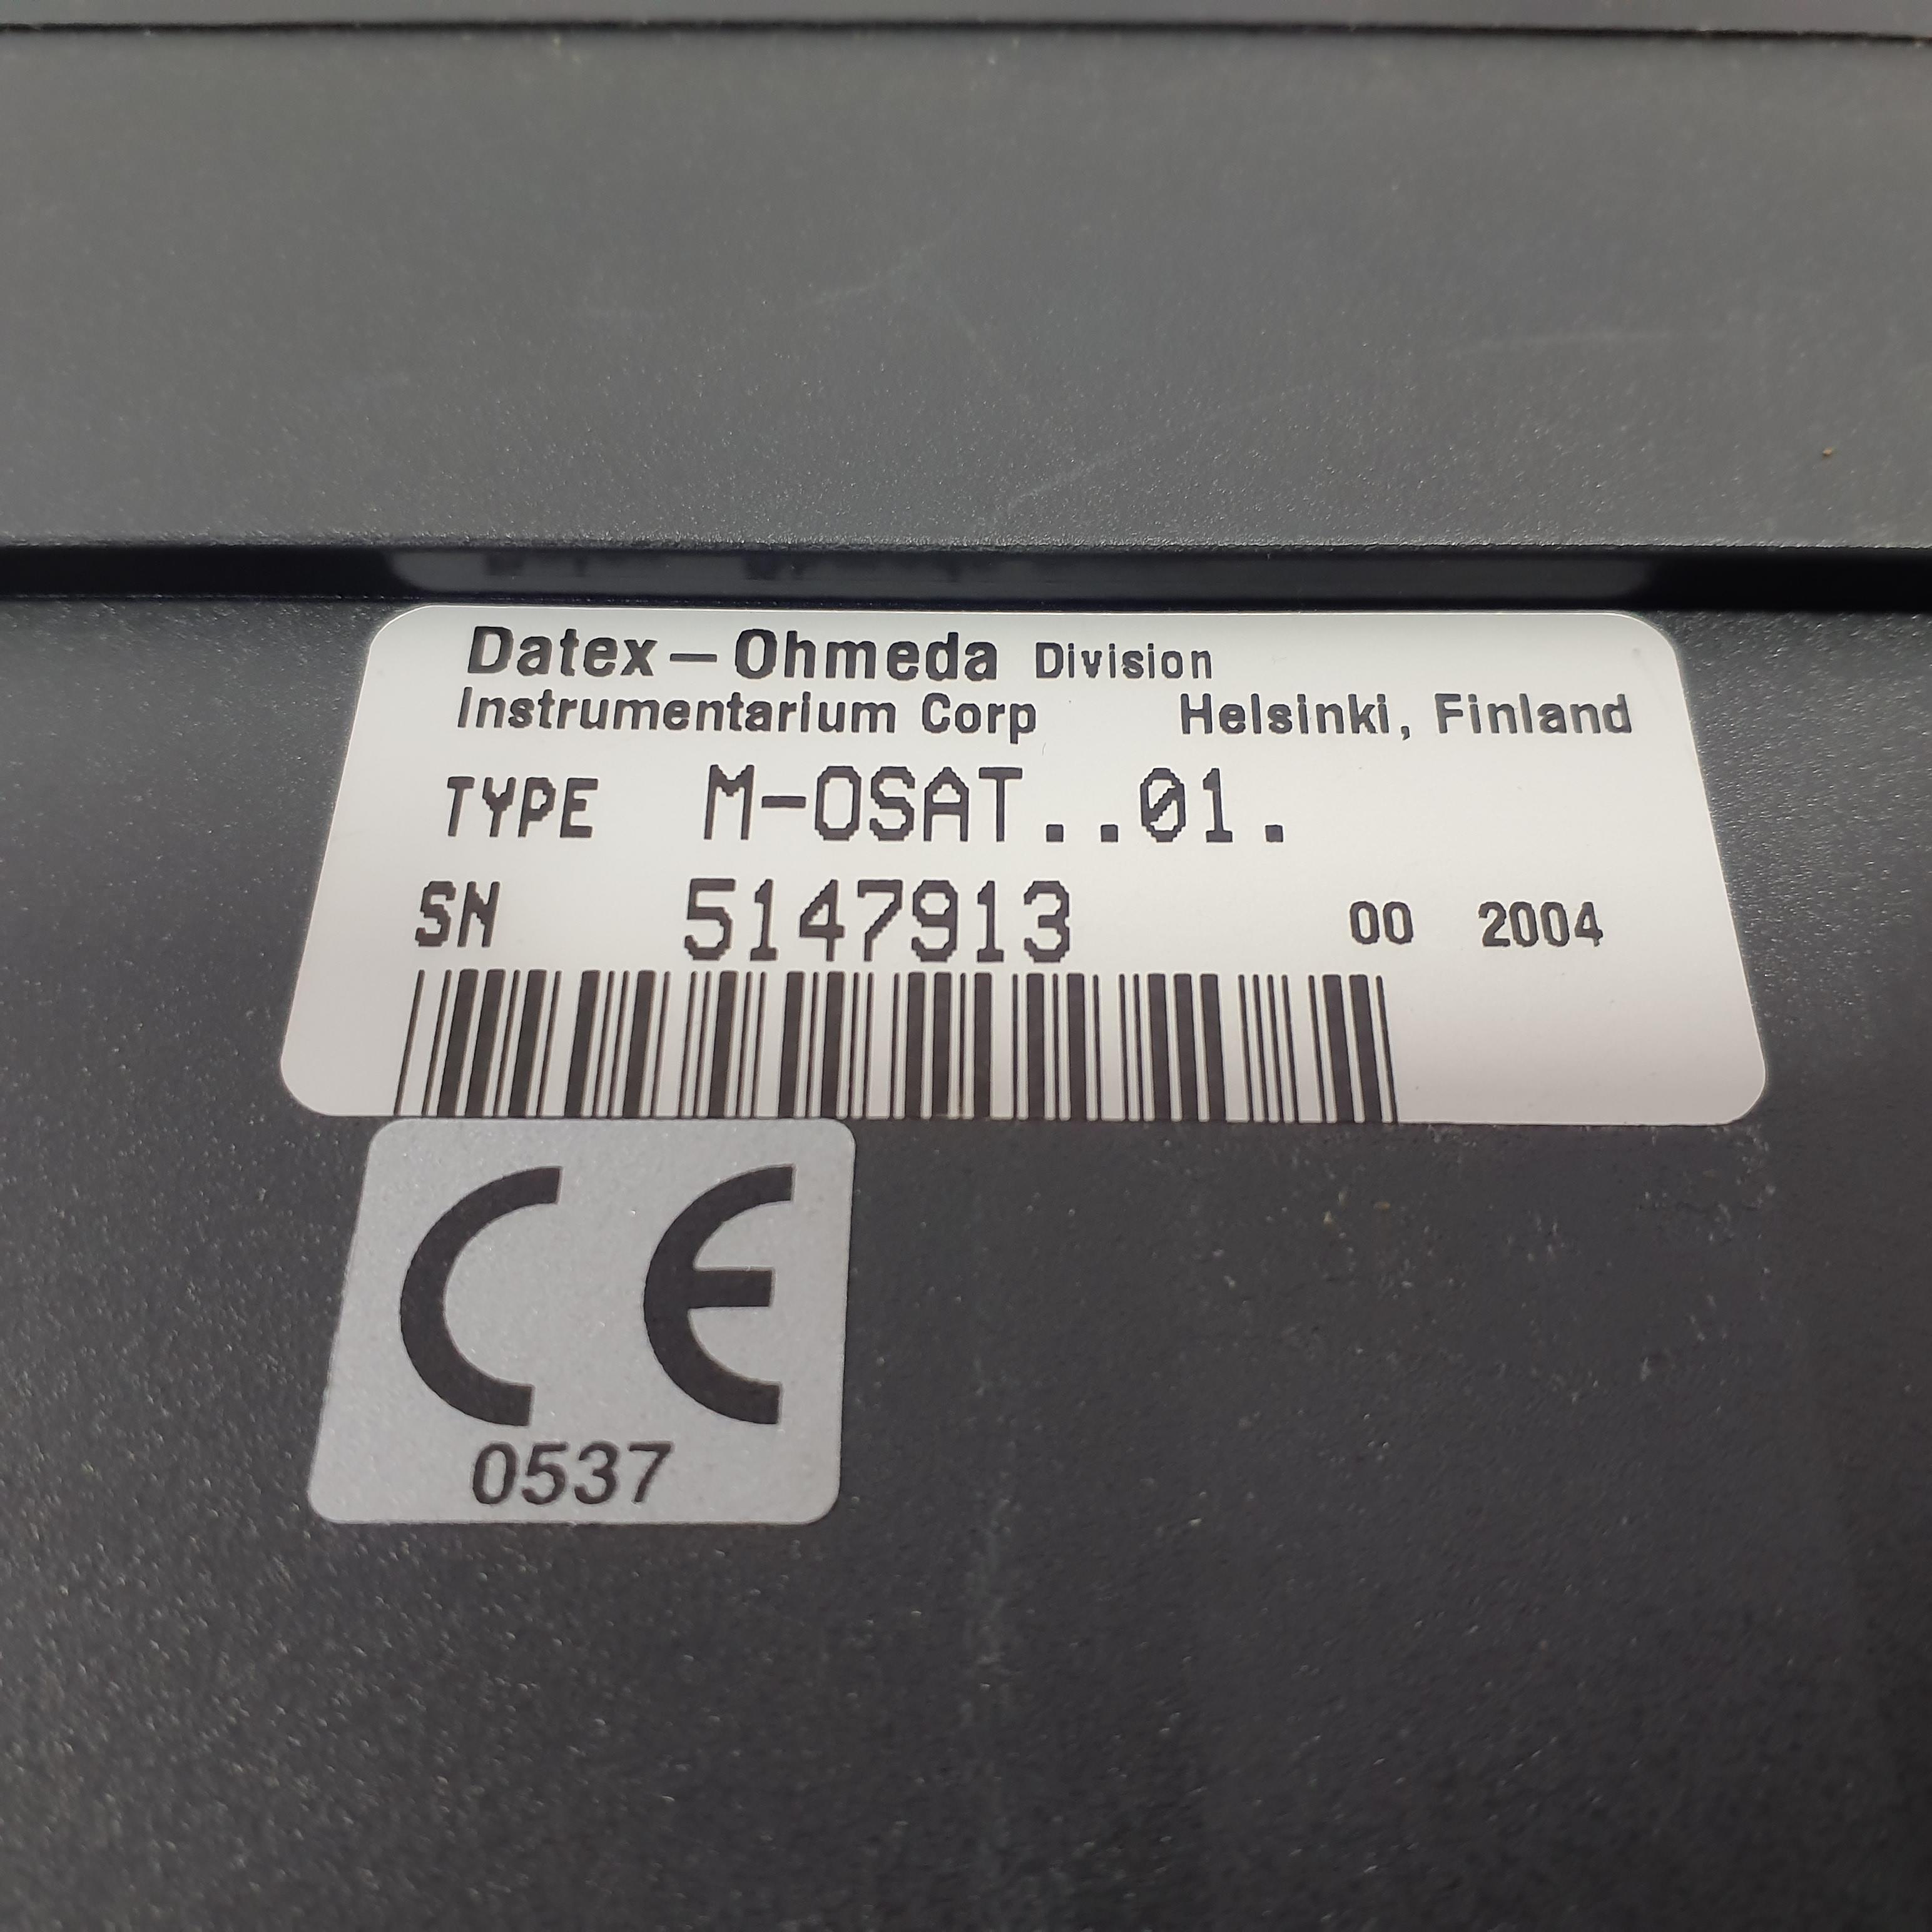 Datex-Ohmeda Division
Instrumentarium Corp Helsinki, Finland
TYPE M-OSAT..01.
SN 5147913 00 2004
CE
0537